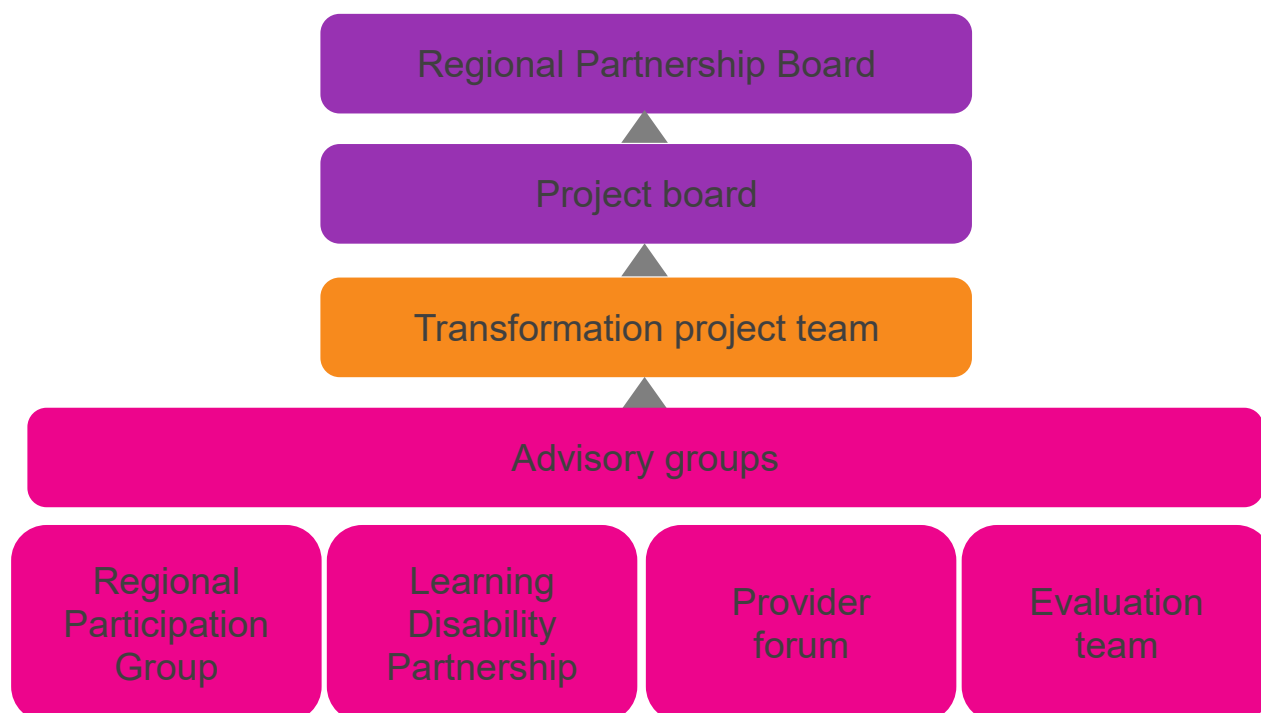 Regional Partnership Board
Project board
Transformation project team
Advisory groups
Regional
Participation
Group
Learning
Disability
Partnership
Provider
forum
Evaluation
team